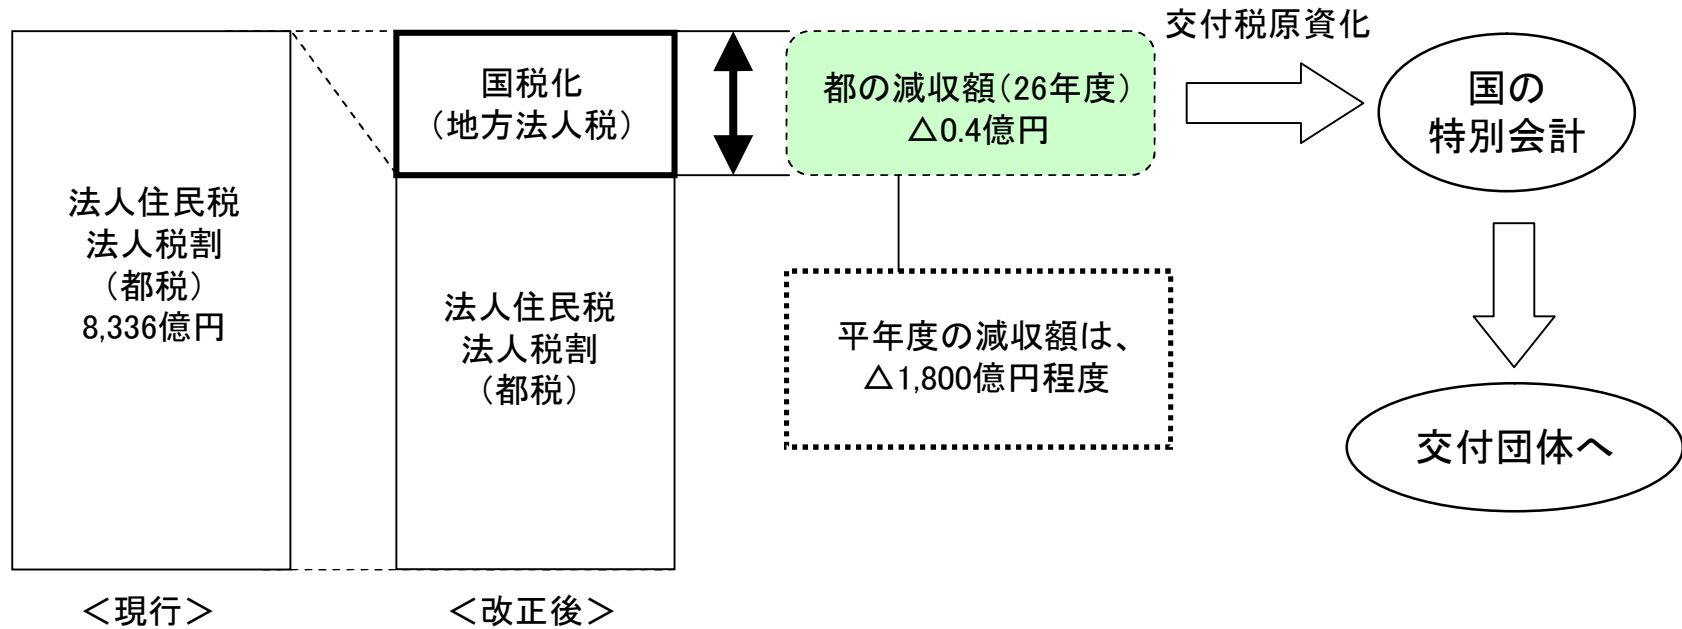 法人住民税
法人税割
（都税）
8,336億円
＜現行＞
国税化
（地方法人税）
法人住民税
法人税割
（都税）
＜改正後＞
都の減収額（26年度）
△0.4億円
平年度の減収額は、
△1,800億円程度
交付税原資化
国の
特別会計
交付団体へ